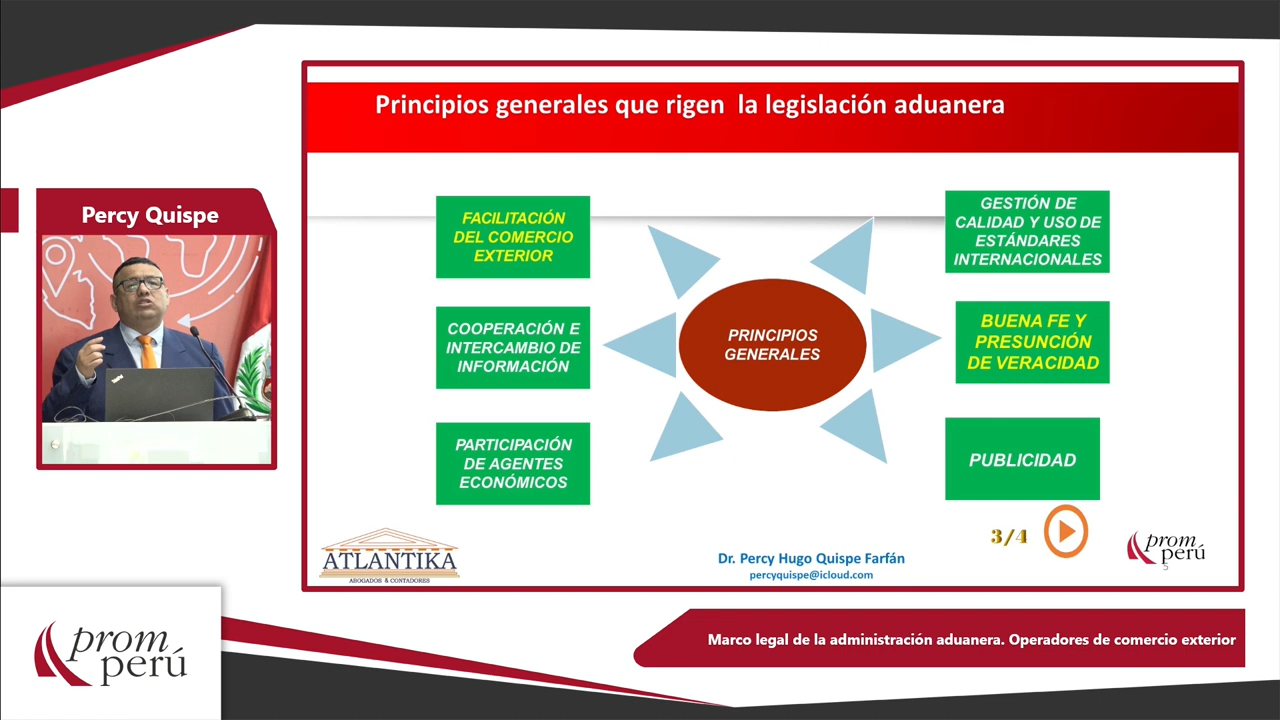 Principios generales que rigen la legislación aduanera
Percy Quispe
FACILITACIÓN
DEL COMERCIO
EXTERIOR
COOPERACIÓN E
INTERCAMBIO DE
INFORMACIÓN
PARTICIPACIÓN
DE AGENTES
ECONÓMICOS
PRINCIPIOS
GENERALES
GESTIÓN DE
CALIDAD Y USO DE
ESTÁNDARES
INTERNACIONALES
BUENA FE Y
PRESUNCIÓN
DE VERACIDAD
PUBLICIDAD
3/4
ATLANTIKA
ABOGADOS & CONTADORES
Dr. Percy Hugo Quispe Farfán
percyquispe@icloud.com
prom
perú
5
Marco legal de la administración aduanera. Operadores de comercio exterior
prom
perú